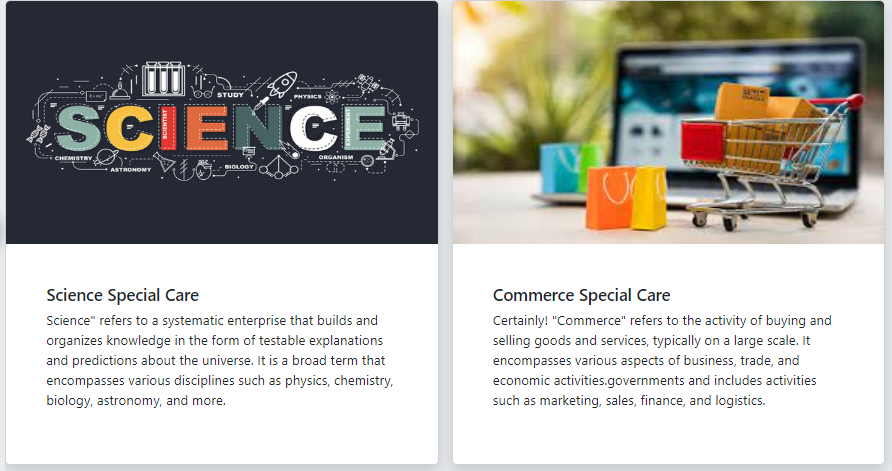 STUDY
PHYSICS
SCIENCE
SCIENTIST
CHEMISTRY
ASTRONOMY
BIOLOGY
ORGANISM
Science Special Care
Science" refers to a systematic enterprise that builds and
organizes knowledge in the form of testable explanations
and predictions about the universe. It is a broad term that
encompasses various disciplines such as physics, chemistry,
biology, astronomy, and more.
Commerce Special Care
Certainly! "Commerce" refers to the activity of buying and
selling goods and services, typically on a large scale. It
encompasses various aspects of business, trade, and
economic activities.governments and includes activities
such as marketing, sales, finance, and logistics.